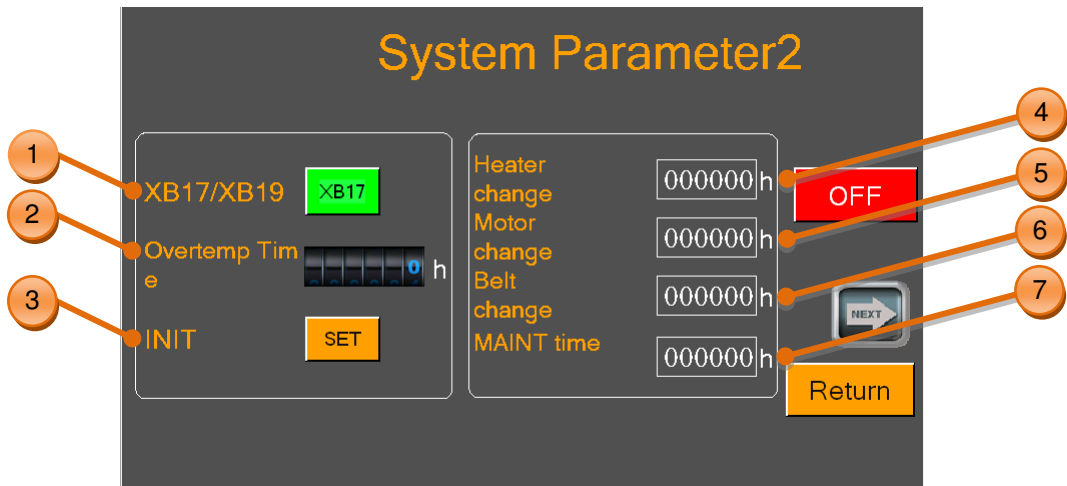 System Parameter2
1
XB17/XB19
XB17
2
Overtemp Tim
e
0
h
3
INIT
SET
Heater
change
000000 h
4
OFF
Motor
change
000000 h
5
Belt
change
000000 h
6
NEXT
MAINT time
000000 h
7
Return